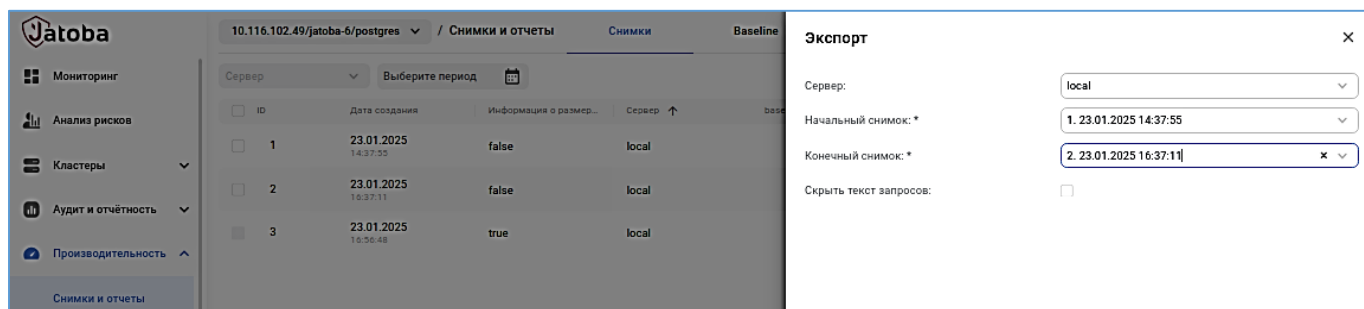 Jatoba
10.116.102.49/jatoba-6/postgres / Снимки и отчеты Снимки Baseline
Мониторинг
Анализ рисков
Кластеры
Аудит и отчётность
Производительность
Снимки и отчеты
Сервер Выберите период
ID Дата создания Информация о размер... Сервер base
1 23.01.2025 false local
14:37:55
2 23.01.2025 false local
16:37:11
3 23.01.2025 true local
16:56:48
Экспорт
Сервер: local
Начальный снимок: * 1. 23.01.2025 14:37:55
Конечный снимок: * 2. 23.01.2025 16:37:11
Скрыть текст запросов: